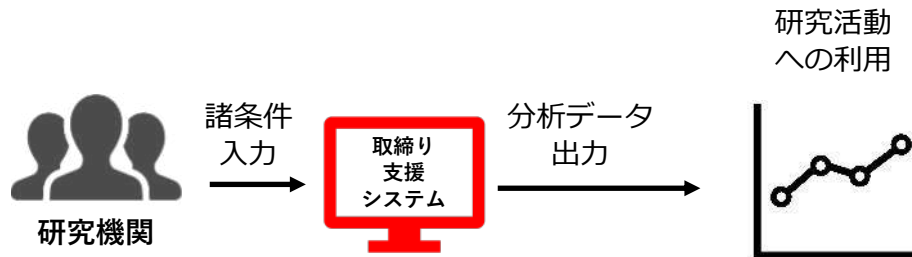 研究機関
諸条件
入力
取締り
支援
システム
分析データ
出力
研究活動
への利用